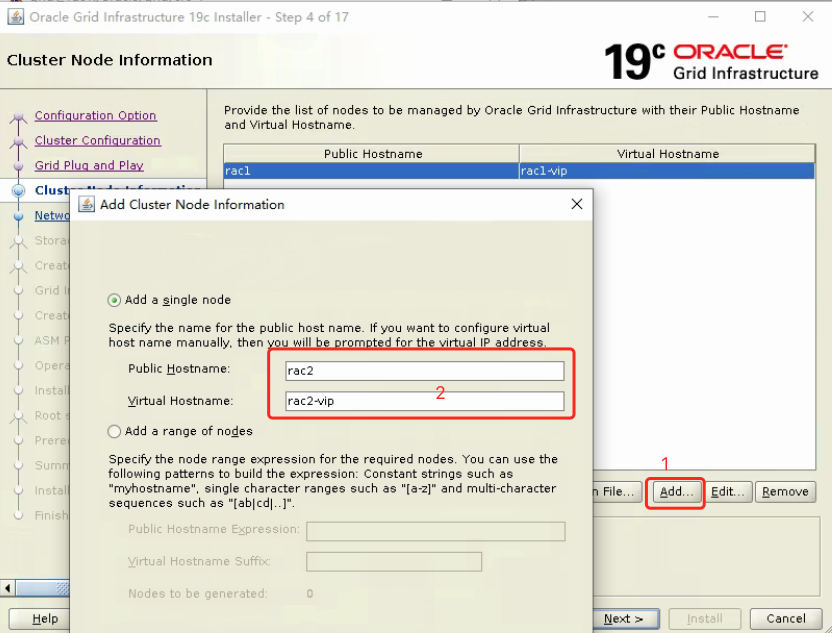 Oracle Grid Infrastructure 19c Installer - Step 4 of 17
Cluster Node Information
19c ORACLE
Grid Infrastructure
Configuration Option
Cluster Configuration
Grid Plug and Play
Cluster Node Information
Provide the list of nodes to be managed by Oracle Grid Infrastructure with their Public Hostname
and Virtual Hostname.
Public Hostname Virtual Hostname
rac1 rac1-vip
Add Cluster Node Information
Netwo
Stora
Create
Grid I
Creat
ASM P
Opera
Install
Root s
Prerec
Summ
Install
Finish
Add a single node
Specify the name for the public host name. If you want to configure virtual
host name manually, then you will be prompted for the virtual IP address.
Public Hostname: rac2
Virtual Hostname: rac2-vip
2
Add a range of nodes
Specify the node range expression for the required nodes. You can use the
following patterns to build the expression: Constant strings such as
"myhostname", single character ranges such as "[a-z]" and multi-character
sequences such as "[ab|cd|..]".
Public Hostname Expression:
Virtual Hostname Suffix:
Nodes to be generated: 0
1
n File... Add... Edit... Remove
Help Next > Install Cancel